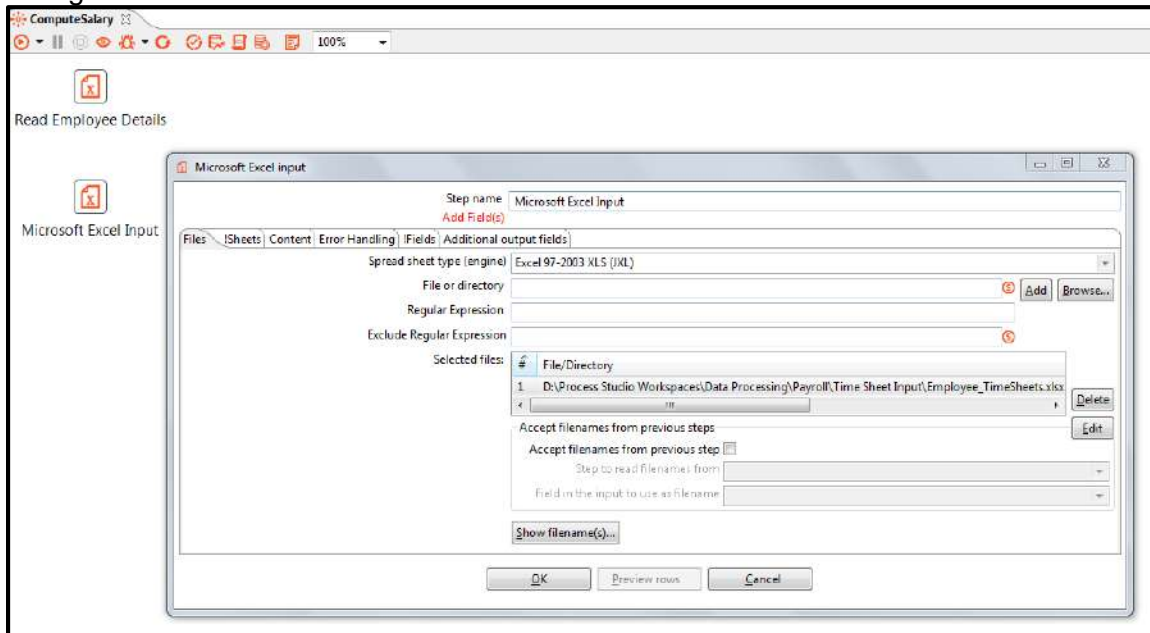 ComputeSalary
100%
Read Employee Details
Microsoft Excel Input
Microsoft Excel input
Step name Microsoft Excel Input
Add Field(s)
Files !Sheets Content Error Handling !Fields Additional output fields
Spread sheet type (engine) Excel 97-2003 XLS (JXL)
File or directory Add Browse...
Regular Expression
Exclude Regular Expression
Selected files: # File/Directory
1 D:\Process Studio Workspaces\Data Processing\Payroll\Time Sheet Input\Employee_TimeSheets.xlsx
Delete
Accept filenames from previous steps Edit
Accept filenames from previous step
Step to read filenames from
Field in the input to use as filename
Show filename(s)...
OK Preview rows Cancel